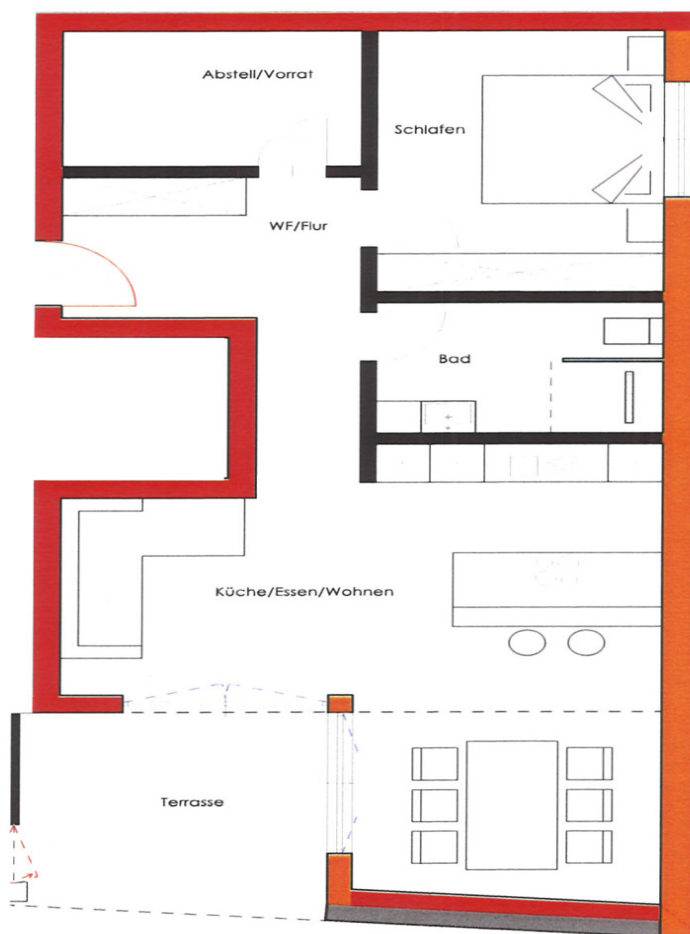 Abstell/Vorrat
Schlafen
WF/Flur
Bad
Küche/Essen/Wohnen
Terrasse